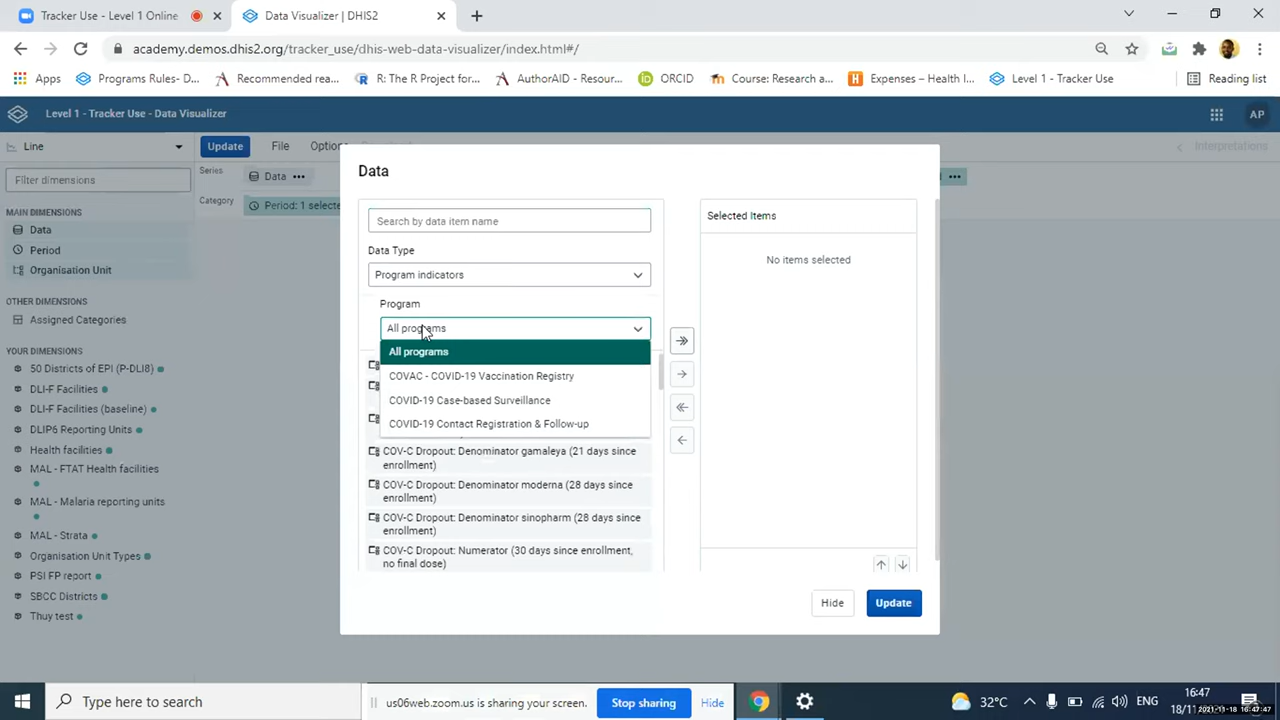 Tracker Use - Level 1 Online
Data Visualizer | DHIS2
academy.demos.dhis2.org/tracker_use/dhis-web-data-visualizer/index.html#/
Apps
Programs Rules- D...
Recommended rea...
R: The R Project for...
AuthorAID - Resour...
ORCID
Course: Research a...
Expenses – Health I...
Level 1 - Tracker Use
Reading list
Level 1 - Tracker Use - Data Visualizer
AP
Line
Update
File
Interpretations
Filter dimensions
Series
Data
Category
Period: 1 selecte
MAIN DIMENSIONS
Data
Period
Organisation Unit
OTHER DIMENSIONS
Assigned Categories
YOUR DIMENSIONS
50 Districts of EPI (P-DLI8)
DLI-F Facilities
DLI-F Facilities (baseline)
DLIP6 Reporting Units
Health facilities
MAL - FTAT Health facilities
MAL - Malaria reporting units
MAL - Strata
Organisation Unit Types
PSI FP report
SBCC Districts
Thuy test
Data
Search by data item name
Data Type
Program indicators
Program
All programs
All programs
COVAC - COVID-19 Vaccination Registry
COVID-19 Case-based Surveillance
COVID-19 Contact Registration & Follow-up
COV-C Dropout: Denominator gamaleya (21 days since
enrollment)
COV-C Dropout: Denominator moderna (28 days since
enrollment)
COV-C Dropout: Denominator sinopharm (28 days since
enrollment)
COV-C Dropout: Numerator (30 days since enrollment,
no final dose)
Selected Items
No items selected
Hide
Update
Type here to search
us06web.zoom.us is sharing your screen.
Stop sharing
Hide
32°C
ENG
16:47
18/11/
2021-11-18 16:47:47